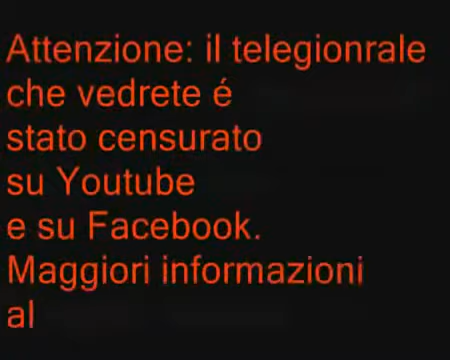 Attenzione: il telegionrale
che vedrete é
stato censurato
su Youtube
e su Facebook.
Maggiori informazioni
al